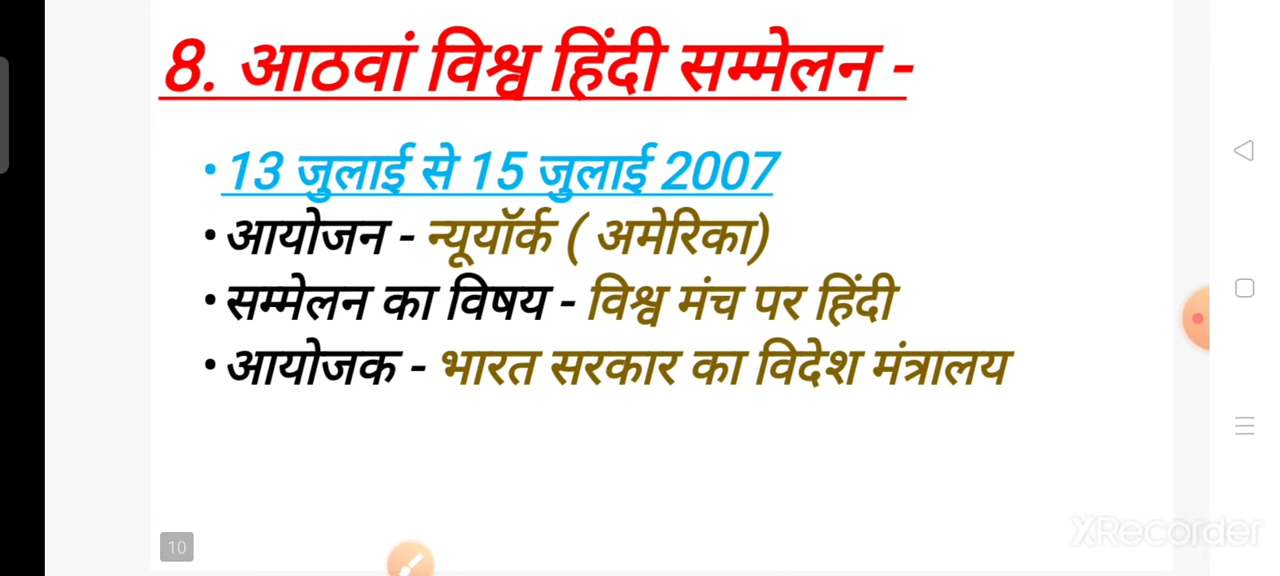 8. आठवां विश्व हिंदी सम्मेलन -
• 13 जुलाई से 15 जुलाई 2007
• आयोजन - न्यूयॉर्क ( अमेरिका)
• सम्मेलन का विषय - विश्व मंच पर हिंदी
• आयोजक - भारत सरकार का विदेश मंत्रालय
10
XRecorder